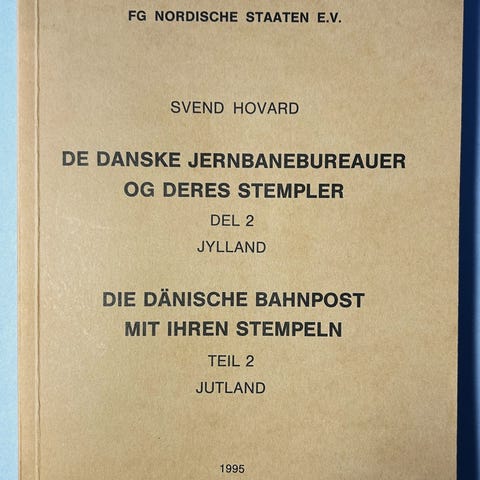 FG NORDISCHE STAATEN E.V.
SVEND HOVARD
DE DANSKE JERNBANEBUREAUER
OG DERES STEMPLER
DEL 2
JYLLAND
DIE DÄNISCHE BAHNPOST
MIT IHREN STEMPELN
TEIL 2
JUTLAND
1995